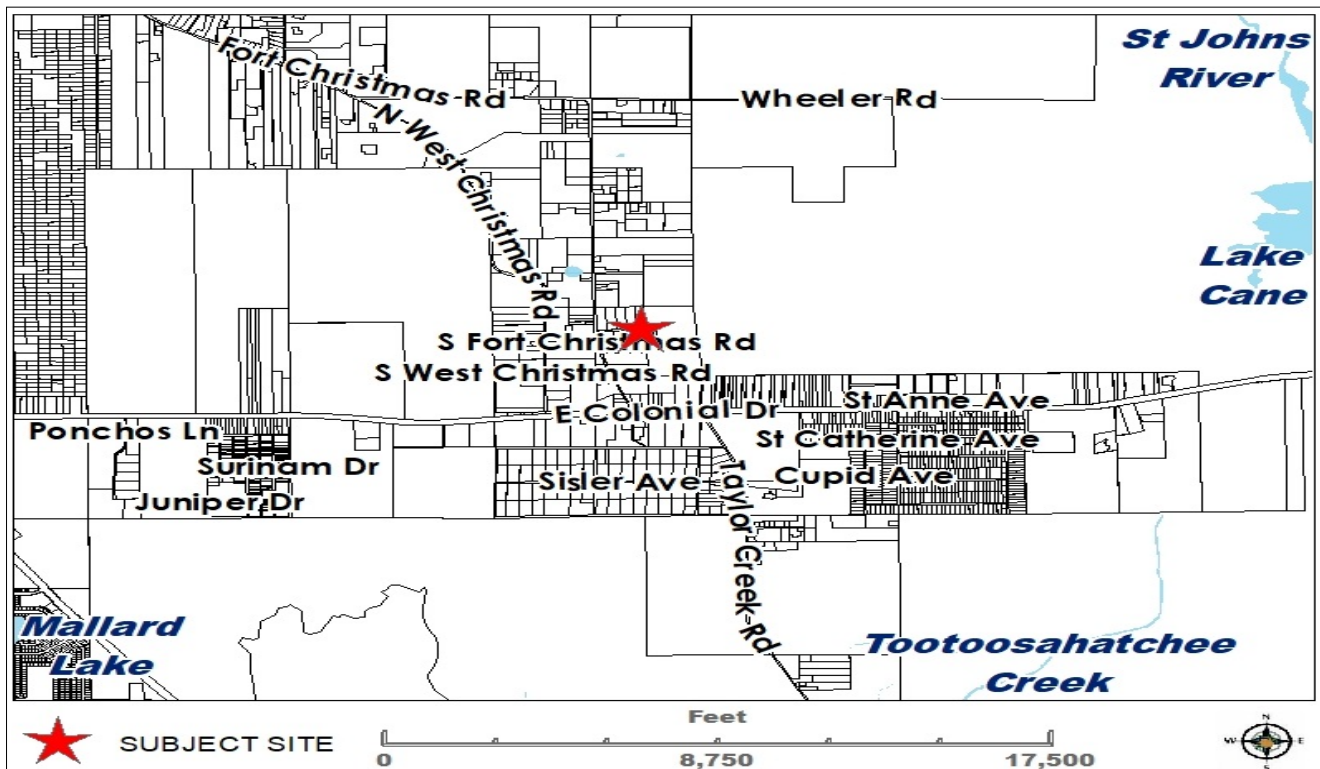 St Johns
River
Fort Christmas Rd
Wheeler Rd
N West Christmas Rd
Lake
Cane
S Fort Christmas Rd
S West Christmas Rd
St Anne Ave
E Colonial Dr
Ponchos Ln
St Catherine Ave
Surinam Dr
Cupid Ave
Sisler Ave
Juniper Dr
Taylor Creek Rd
Mallard
Lake
Tootoosahatchee
Creek
Feet
SUBJECT SITE
0
8,750
17,500
N
W
E
S